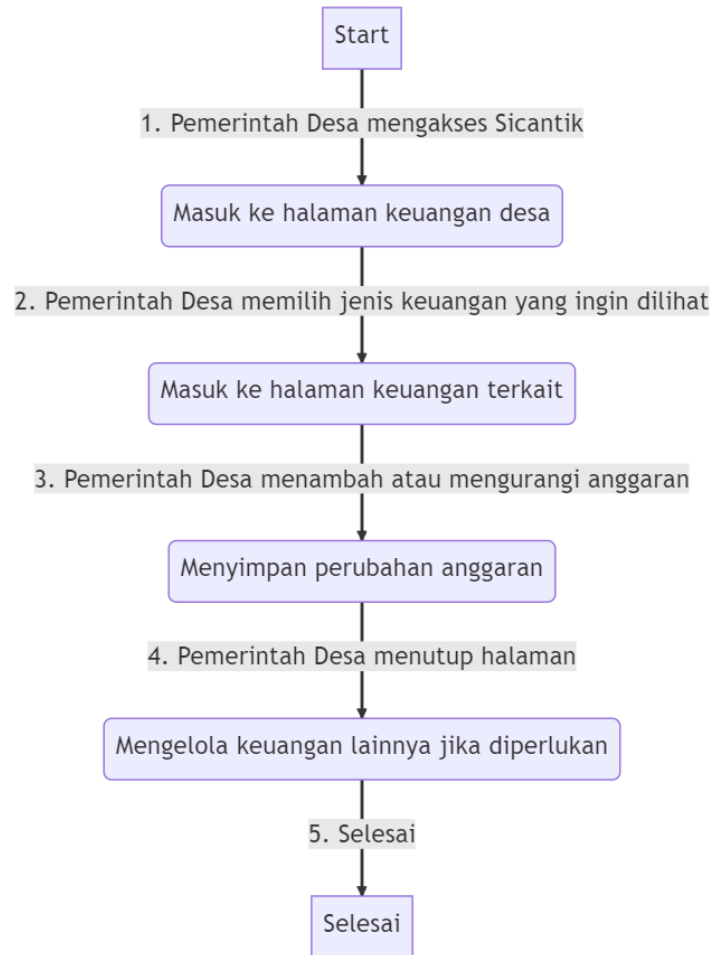 Start
1. Pemerintah Desa mengakses Sicantik
Masuk ke halaman keuangan desa
2. Pemerintah Desa memilih jenis keuangan yang ingin dilihat
Masuk ke halaman keuangan terkait
3. Pemerintah Desa menambah atau mengurangi anggaran
Menyimpan perubahan anggaran
4. Pemerintah Desa menutup halaman
Mengelola keuangan lainnya jika diperlukan
5. Selesai
Selesai